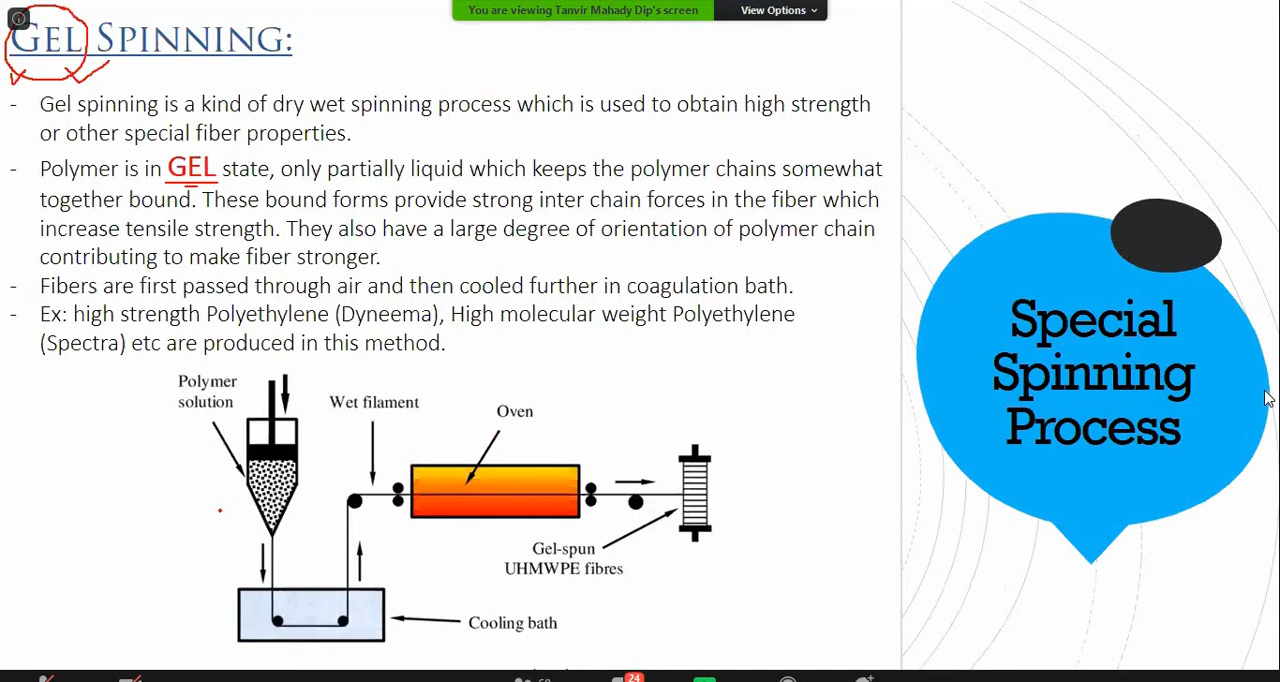 You are viewing Tanvir Mahady Dip's screen
View Options
GEL SPINNING:
- Gel spinning is a kind of dry wet spinning process which is used to obtain high strength
or other special fiber properties.
- Polymer is in GEL state, only partially liquid which keeps the polymer chains somewhat
together bound. These bound forms provide strong inter chain forces in the fiber which
increase tensile strength. They also have a large degree of orientation of polymer chain
contributing to make fiber stronger.
- Fibers are first passed through air and then cooled further in coagulation bath.
- Ex: high strength Polyethylene (Dyneema), High molecular weight Polyethylene
(Spectra) etc are produced in this method.
Polymer
solution
Wet filament
Oven
Gel-spun
UHMWPE fibres
Cooling bath
Special
Spinning
Process
24